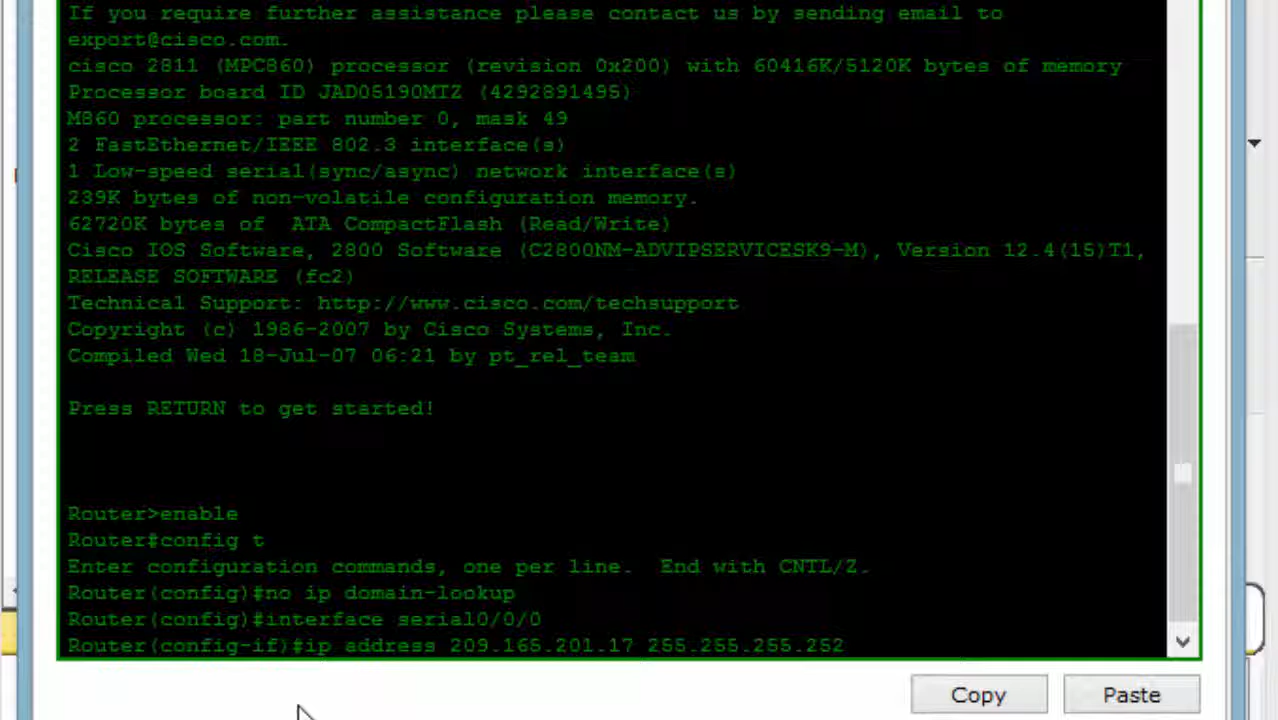 If you require further assistance please contact us by sending email to
export@cisco.com.
cisco 2811 (MPC860) processor (revision 0x200) with 60416K/5120K bytes of memory
Processor board ID JAD05190MTZ (4292891495)
M860 processor: part number 0, mask 49
2 FastEthernet/IEEE 802.3 interface(s)
1 Low-speed serial(sync/async) network interface(s)
239K bytes of non-volatile configuration memory.
62720K bytes of  ATA CompactFlash (Read/Write)
Cisco IOS Software, 2800 Software (C2800NM-ADVIPSERVICESK9-M), Version 12.4(15)T1,
RELEASE SOFTWARE (fc2)
Technical Support: http://www.cisco.com/techsupport
Copyright (c) 1986-2007 by Cisco Systems, Inc.
Compiled Wed 18-Jul-07 06:21 by pt_rel_team
Press RETURN to get started!
Router>enable
Router#config t
Enter configuration commands, one per line.  End with CNTL/Z.
Router(config)#no ip domain-lookup
Router(config)#interface serial0/0/0
Router(config-if)#ip address 209.165.201.17 255.255.255.252
Copy Paste